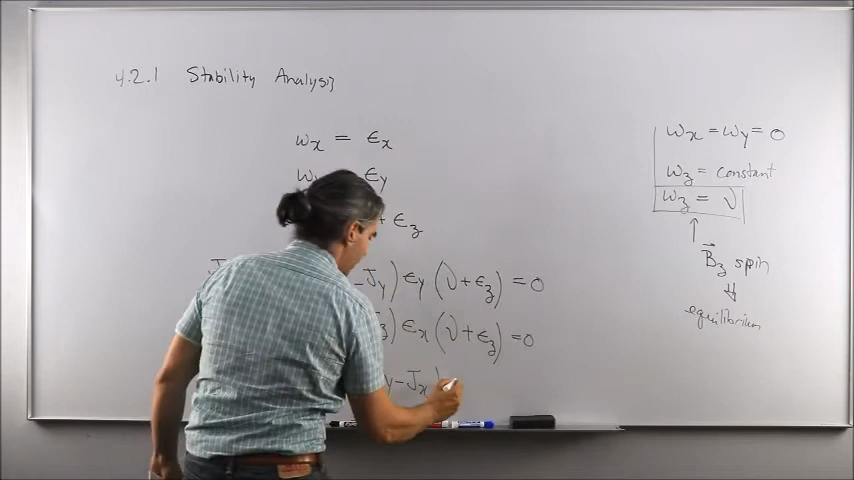 4.2.1 Stability Analysis
ωx = εx
ωy εy
+ εz
J - Jy) εy (ν + εz) = 0
z) εx (ν + εz) = 0
y - Jx)
ωx = ωy = 0
ωz = constant
ωz = ν
↑
B⃗z spin
⇓
equilibrium